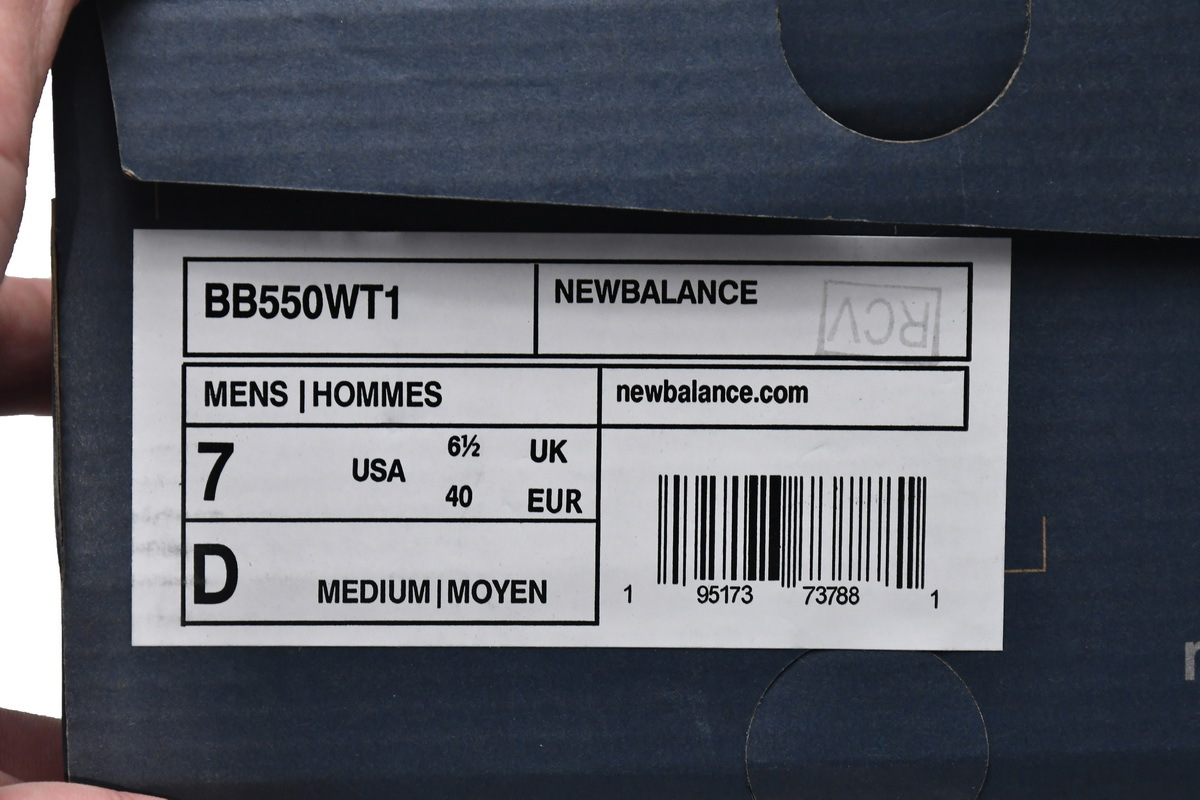 BB550WT1
NEWBALANCE
RCV
MENS | HOMMES
newbalance.com
7 USA 6½ UK
40 EUR
D MEDIUM | MOYEN
1 95173 73788 1